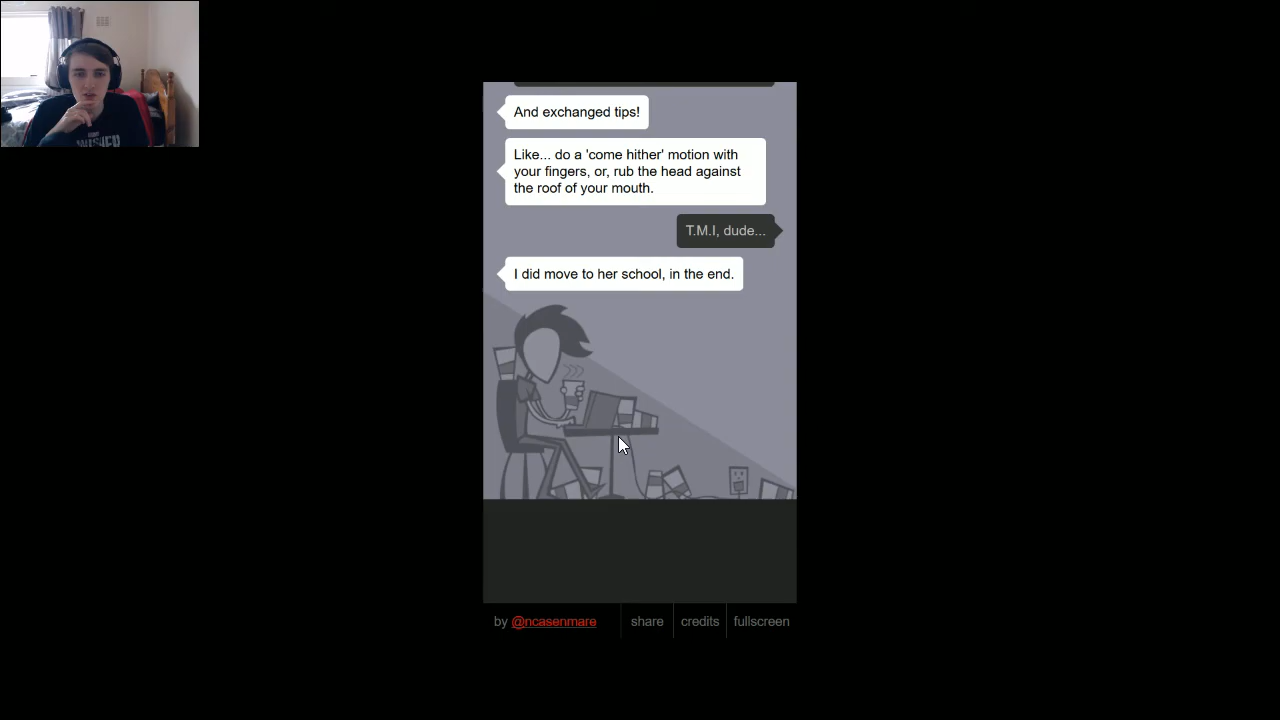 And exchanged tips!
Like... do a 'come hither' motion with
your fingers, or, rub the head against
the roof of your mouth.
T.M.I, dude...
I did move to her school, in the end.
by @ncasenmare share credits fullscreen